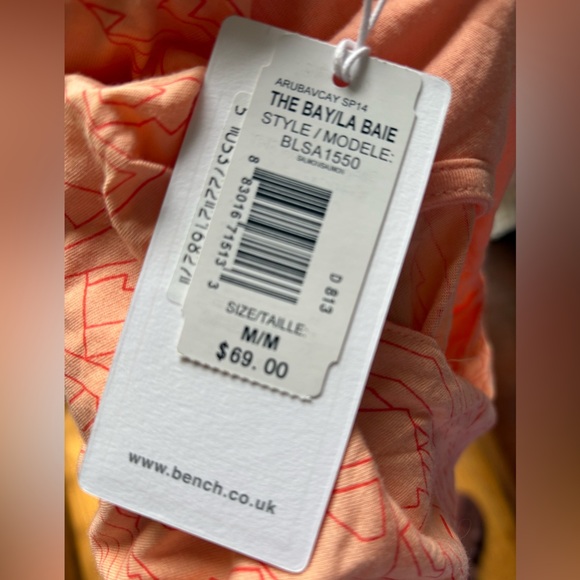 ARUBAVCAY SP14
THE BAY/LA BAIE
STYLE / MODELE:
BLSA1550
8 83016 71513 3
D 813
SIZE/TAILLE:
M/M
$69.00
www.bench.co.uk